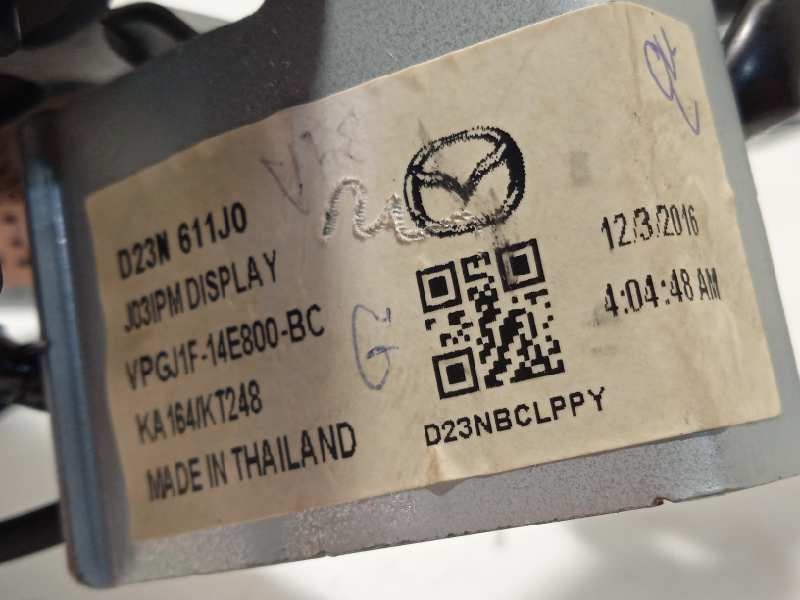 D23N 611J0
J03IPM DISPLAY
VPGJ1F-14E800-BC
KA164/KT248
MADE IN THAILAND
G
D23NBCLPPY
12/3/2016
4:04:48 AM